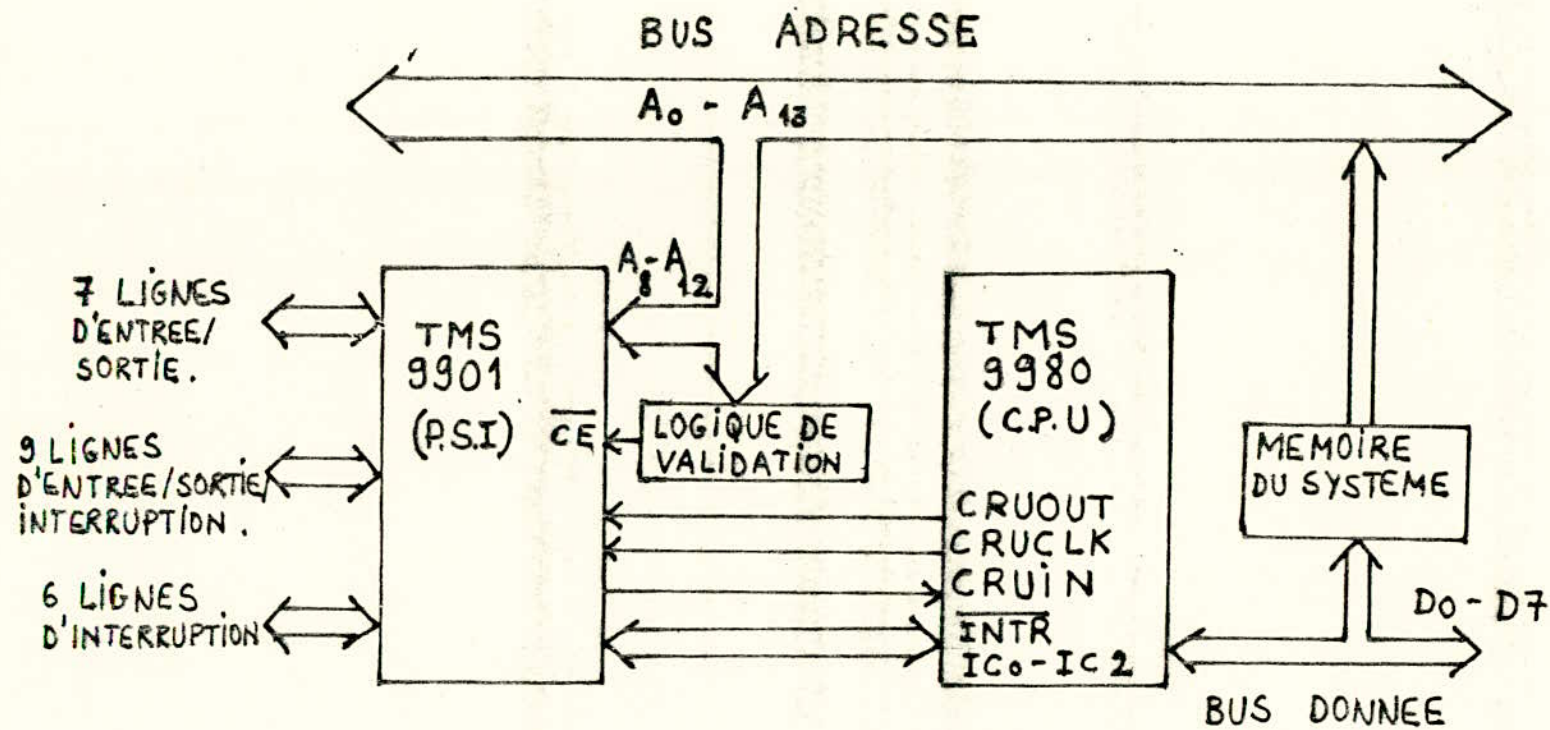 BUS ADRESSE
A0 - A13
A8-A12
7 LIGNES
D'ENTREE/
SORTIE.
TMS
9901
(P.S.I)
CE
LOGIQUE DE
VALIDATION
TMS
9980
(C.P.U)
MEMOIRE
DU SYSTEME
9 LIGNES
D'ENTREE/SORTIE/
INTERRUPTION.
CRUOUT
CRUCLK
CRUIN
INTR
IC0-IC2
6 LIGNES
D'INTERRUPTION
D0-D7
BUS DONNEE